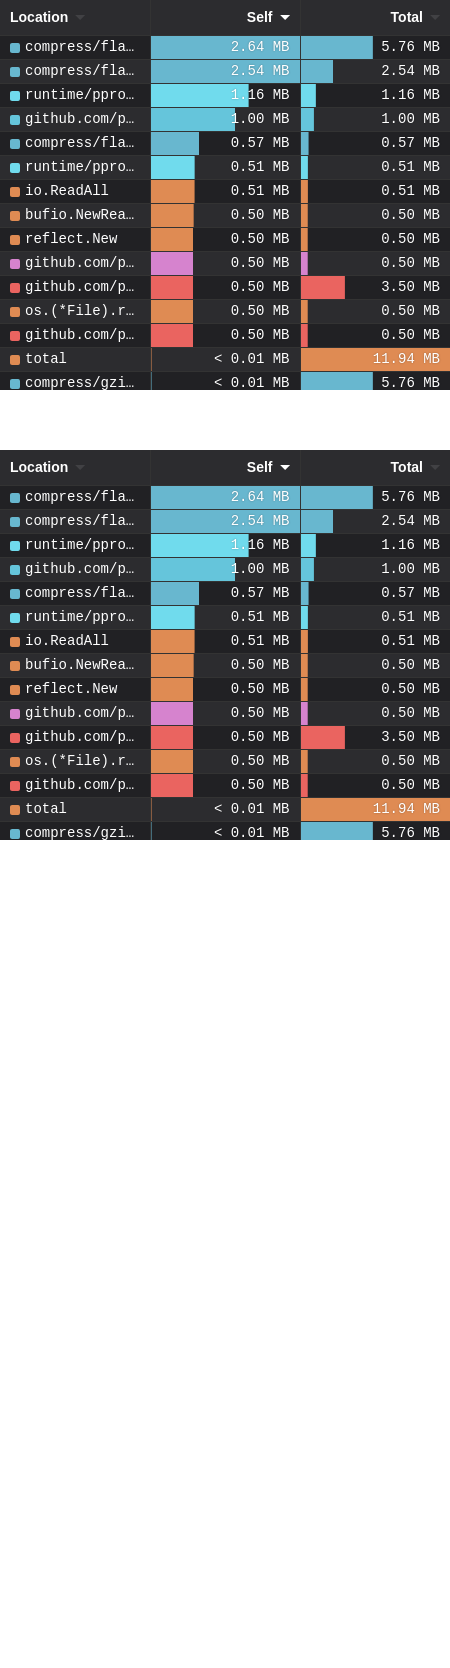 Location Self Total
compress/fla… 2.64 MB 5.76 MB
compress/fla… 2.54 MB 2.54 MB
runtime/ppro… 1.16 MB 1.16 MB
github.com/p… 1.00 MB 1.00 MB
compress/fla… 0.57 MB 0.57 MB
runtime/ppro… 0.51 MB 0.51 MB
io.ReadAll 0.51 MB 0.51 MB
bufio.NewRea… 0.50 MB 0.50 MB
reflect.New 0.50 MB 0.50 MB
github.com/p… 0.50 MB 0.50 MB
github.com/p… 0.50 MB 3.50 MB
os.(*File).r… 0.50 MB 0.50 MB
github.com/p… 0.50 MB 0.50 MB
total < 0.01 MB 11.94 MB
compress/gzi… < 0.01 MB 5.76 MB
Location Self Total
compress/fla… 2.64 MB 5.76 MB
compress/fla… 2.54 MB 2.54 MB
runtime/ppro… 1.16 MB 1.16 MB
github.com/p… 1.00 MB 1.00 MB
compress/fla… 0.57 MB 0.57 MB
runtime/ppro… 0.51 MB 0.51 MB
io.ReadAll 0.51 MB 0.51 MB
bufio.NewRea… 0.50 MB 0.50 MB
reflect.New 0.50 MB 0.50 MB
github.com/p… 0.50 MB 0.50 MB
github.com/p… 0.50 MB 3.50 MB
os.(*File).r… 0.50 MB 0.50 MB
github.com/p… 0.50 MB 0.50 MB
total < 0.01 MB 11.94 MB
compress/gzi… < 0.01 MB 5.76 MB